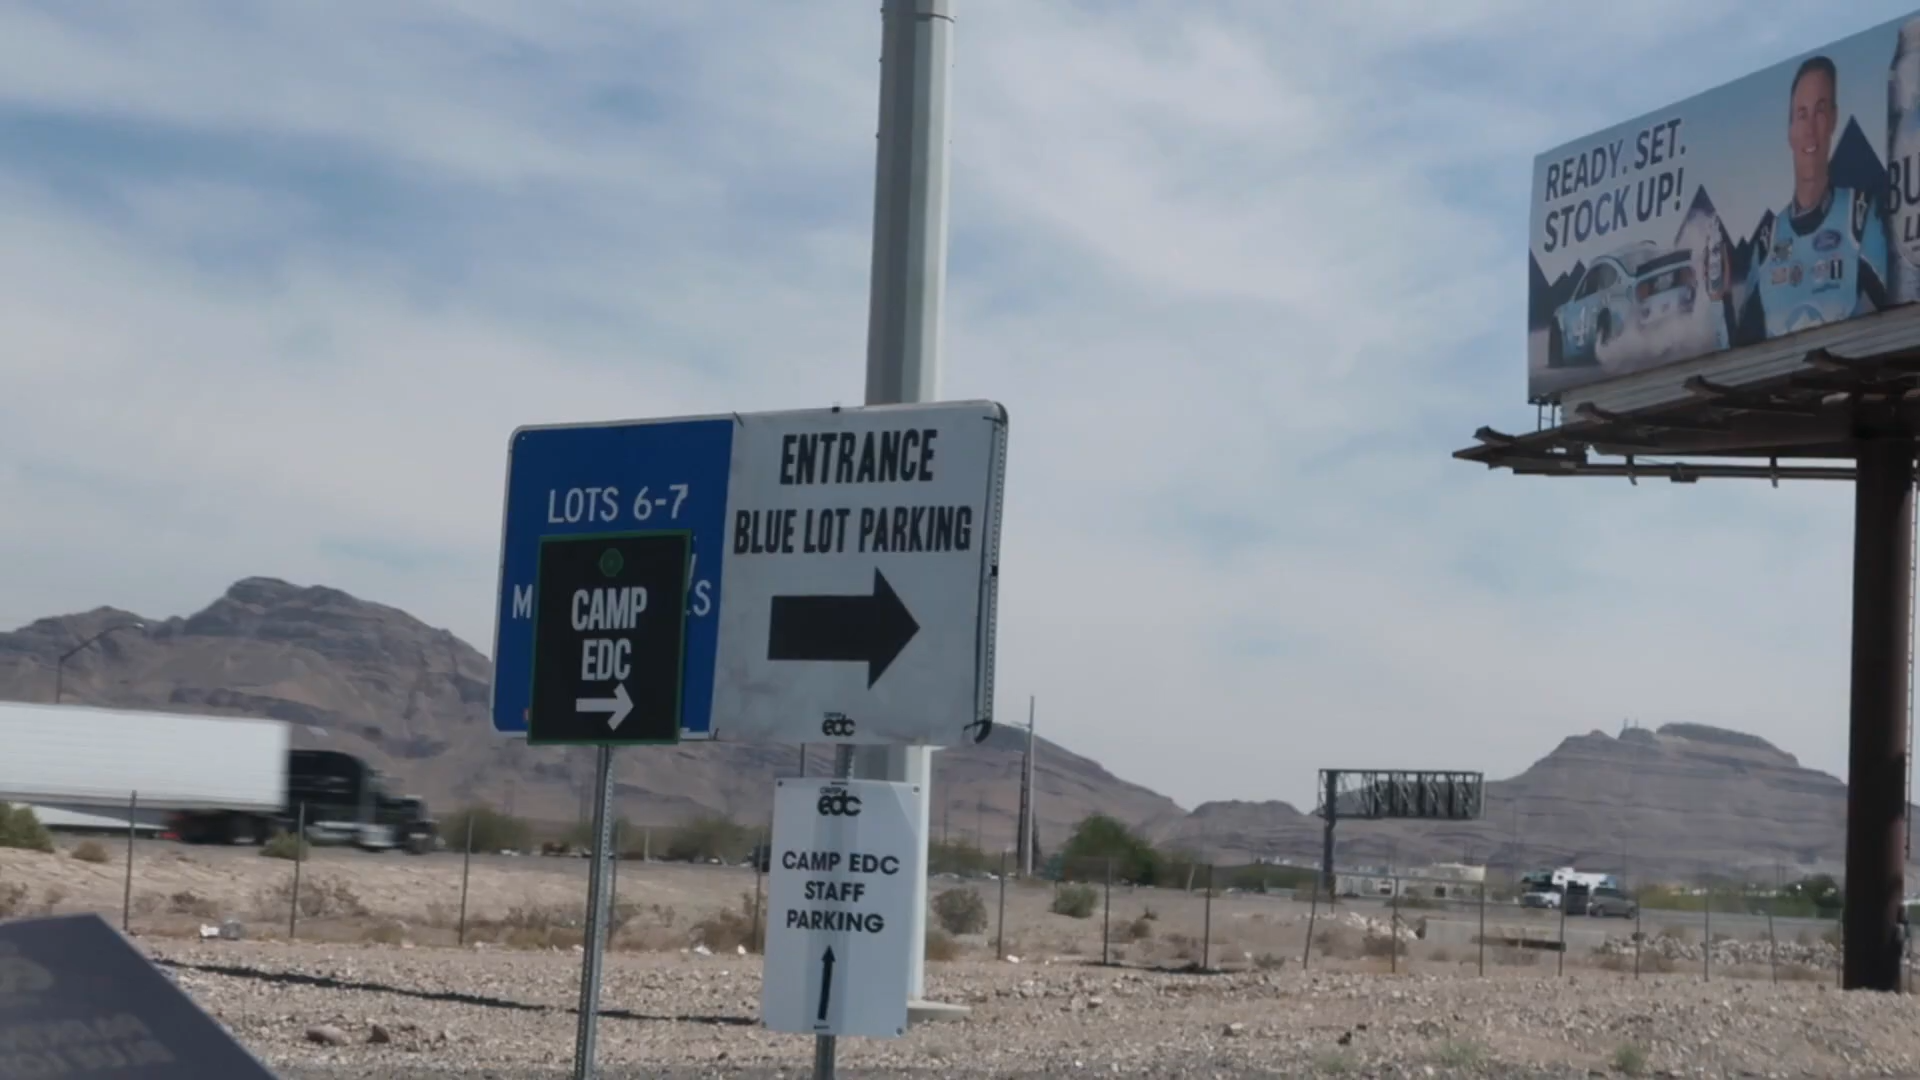 READY. SET.
STOCK UP!
LOTS 6-7
CAMP
EDC
ENTRANCE
BLUE LOT PARKING
edc
edc
CAMP EDC
STAFF
PARKING